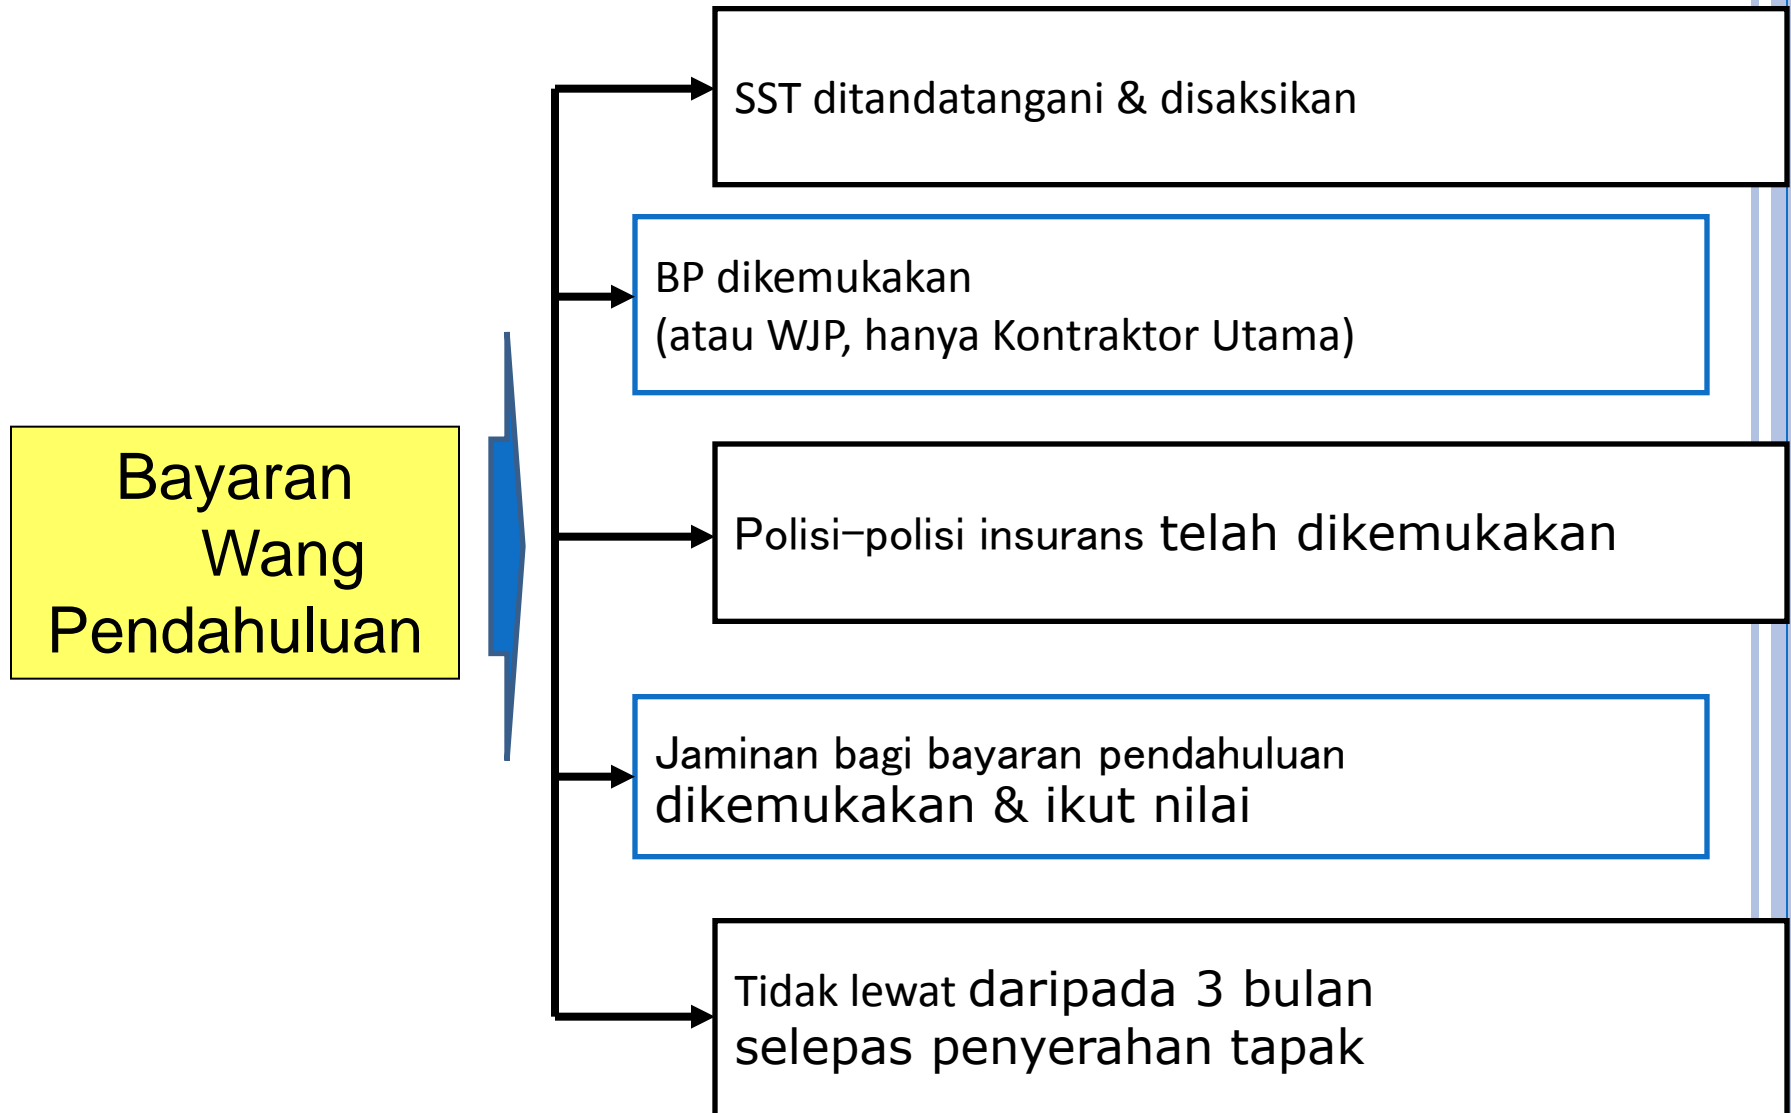 Bayaran
Wang
Pendahuluan
SST ditandatangani & disaksikan
BP dikemukakan
(atau WJP, hanya Kontraktor Utama)
Polisi-polisi insurans telah dikemukakan
Jaminan bagi bayaran pendahuluan
dikemukakan & ikut nilai
Tidak lewat daripada 3 bulan
selepas penyerahan tapak